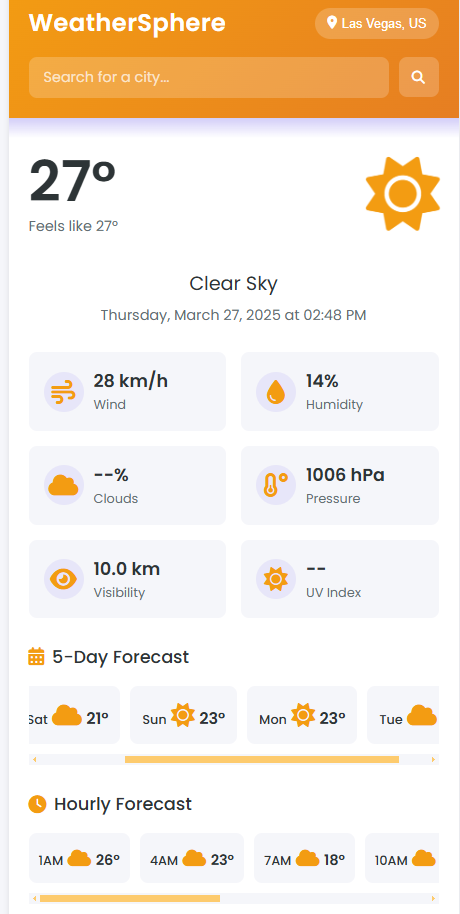 WeatherSphere
Las Vegas, US
Search for a city...
27°
Feels like 27°
Clear Sky
Thursday, March 27, 2025 at 02:48 PM
28 km/h
Wind
14%
Humidity
--%
Clouds
1006 hPa
Pressure
10.0 km
Visibility
--
UV Index
5-Day Forecast
Sat 21° Sun 23° Mon 23° Tue
Hourly Forecast
1AM 26° 4AM 23° 7AM 18° 10AM